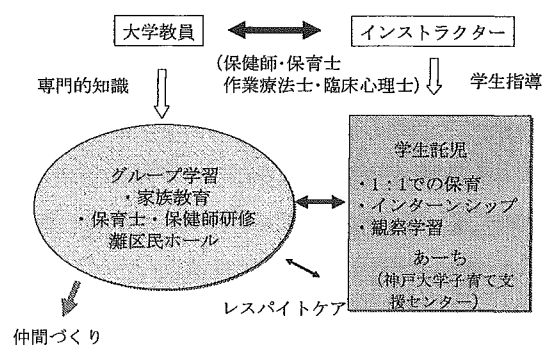 大学教員
インストラクター
(保健師・保育士
作業療法士・臨床心理士)
専門的知識
学生指導
グループ学習
・家族教育
・保育士・保健師研修
灘区民ホール
学生託児
・1:1での保育
・インターンシップ
・観察学習
あーち
(神戸大学子育て支
援センター)
レスパイトケア
仲間づくり